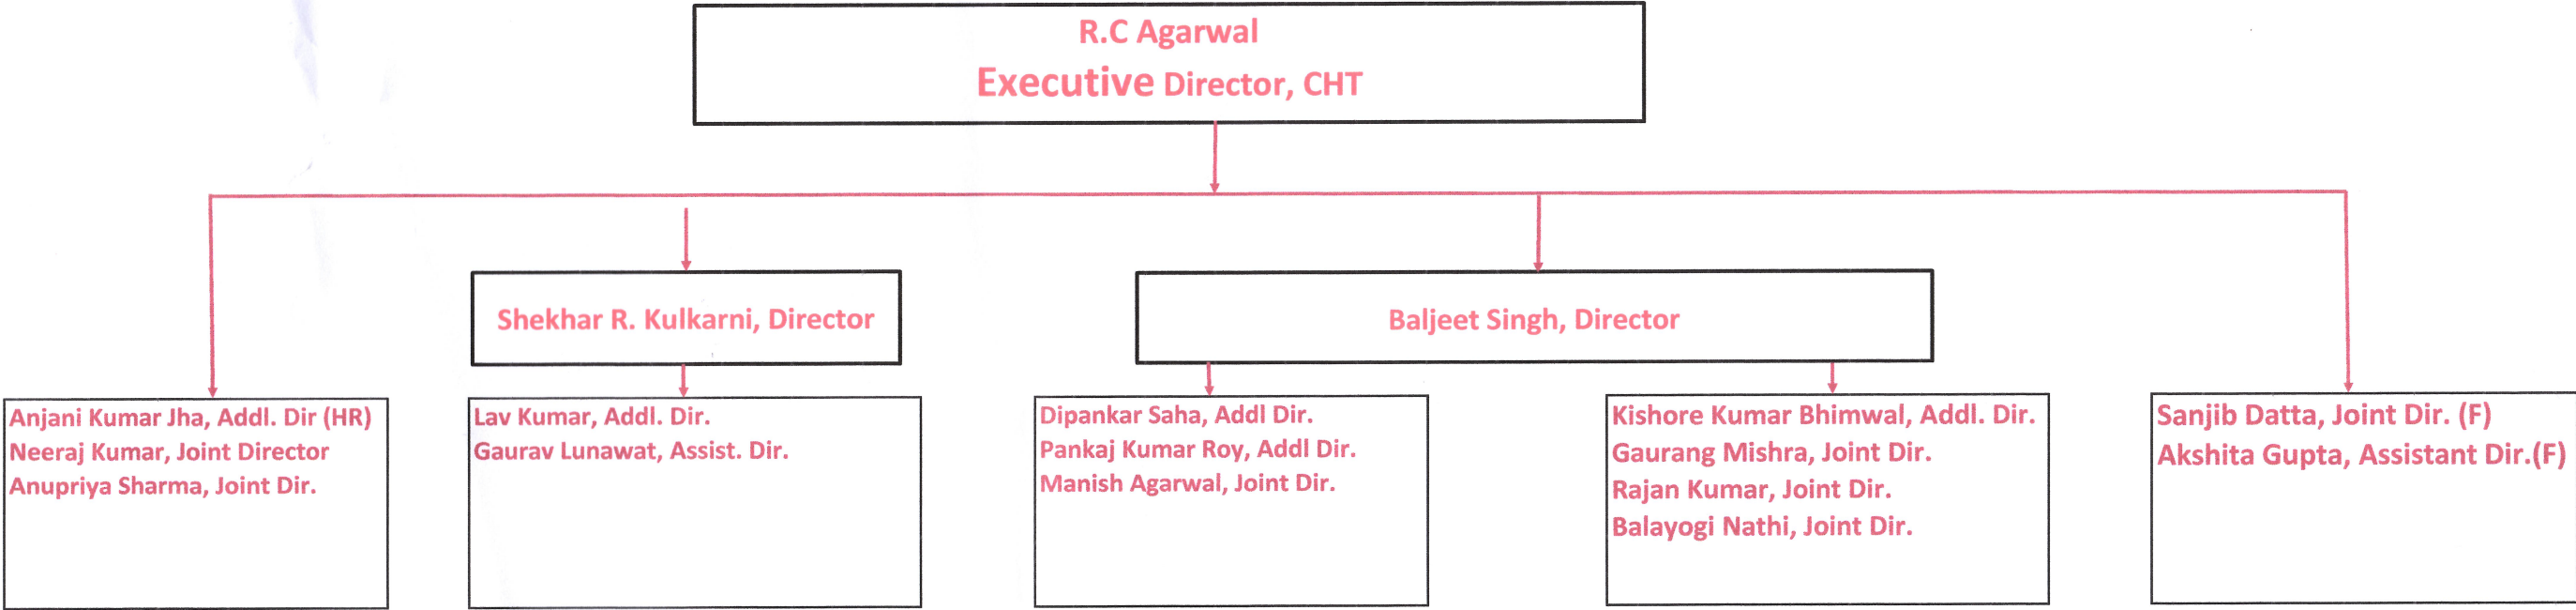 R.C Agarwal
Executive Director, CHT
Shekhar R. Kulkarni, Director
Baljeet Singh, Director
Anjani Kumar Jha, Addl. Dir (HR)
Neeraj Kumar, Joint Director
Anupriya Sharma, Joint Dir.
Lav Kumar, Addl. Dir.
Gaurav Lunawat, Assist. Dir.
Dipankar Saha, Addl Dir.
Pankaj Kumar Roy, Addl Dir.
Manish Agarwal, Joint Dir.
Kishore Kumar Bhimwal, Addl. Dir.
Gaurang Mishra, Joint Dir.
Rajan Kumar, Joint Dir.
Balayogi Nathi, Joint Dir.
Sanjib Datta, Joint Dir. (F)
Akshita Gupta, Assistant Dir.(F)